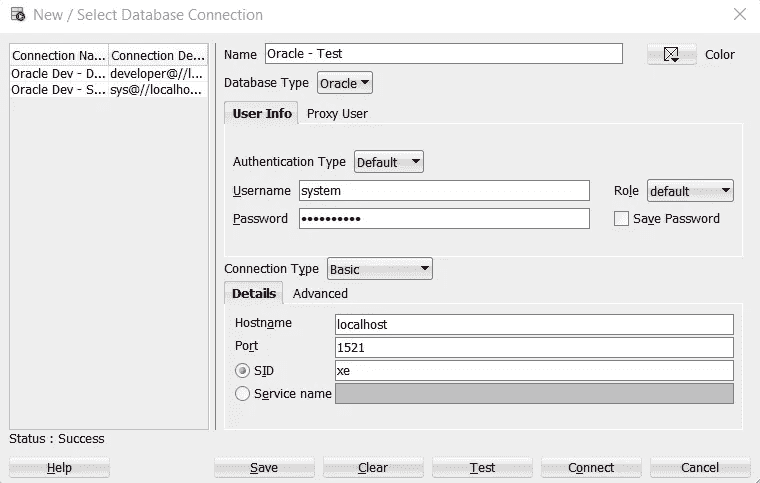 New / Select Database Connection
Connection Na... Connection De...
Oracle Dev - D... developer@//l...
Oracle Dev - S... sys@//localho...
Name Oracle - Test Color
Database Type Oracle
User Info Proxy User
Authentication Type Default
Username system Role default
Password •••••••••• Save Password
Connection Type Basic
Details Advanced
Hostname localhost
Port 1521
SID xe
Service name
Status : Success
Help Save Clear Test Connect Cancel